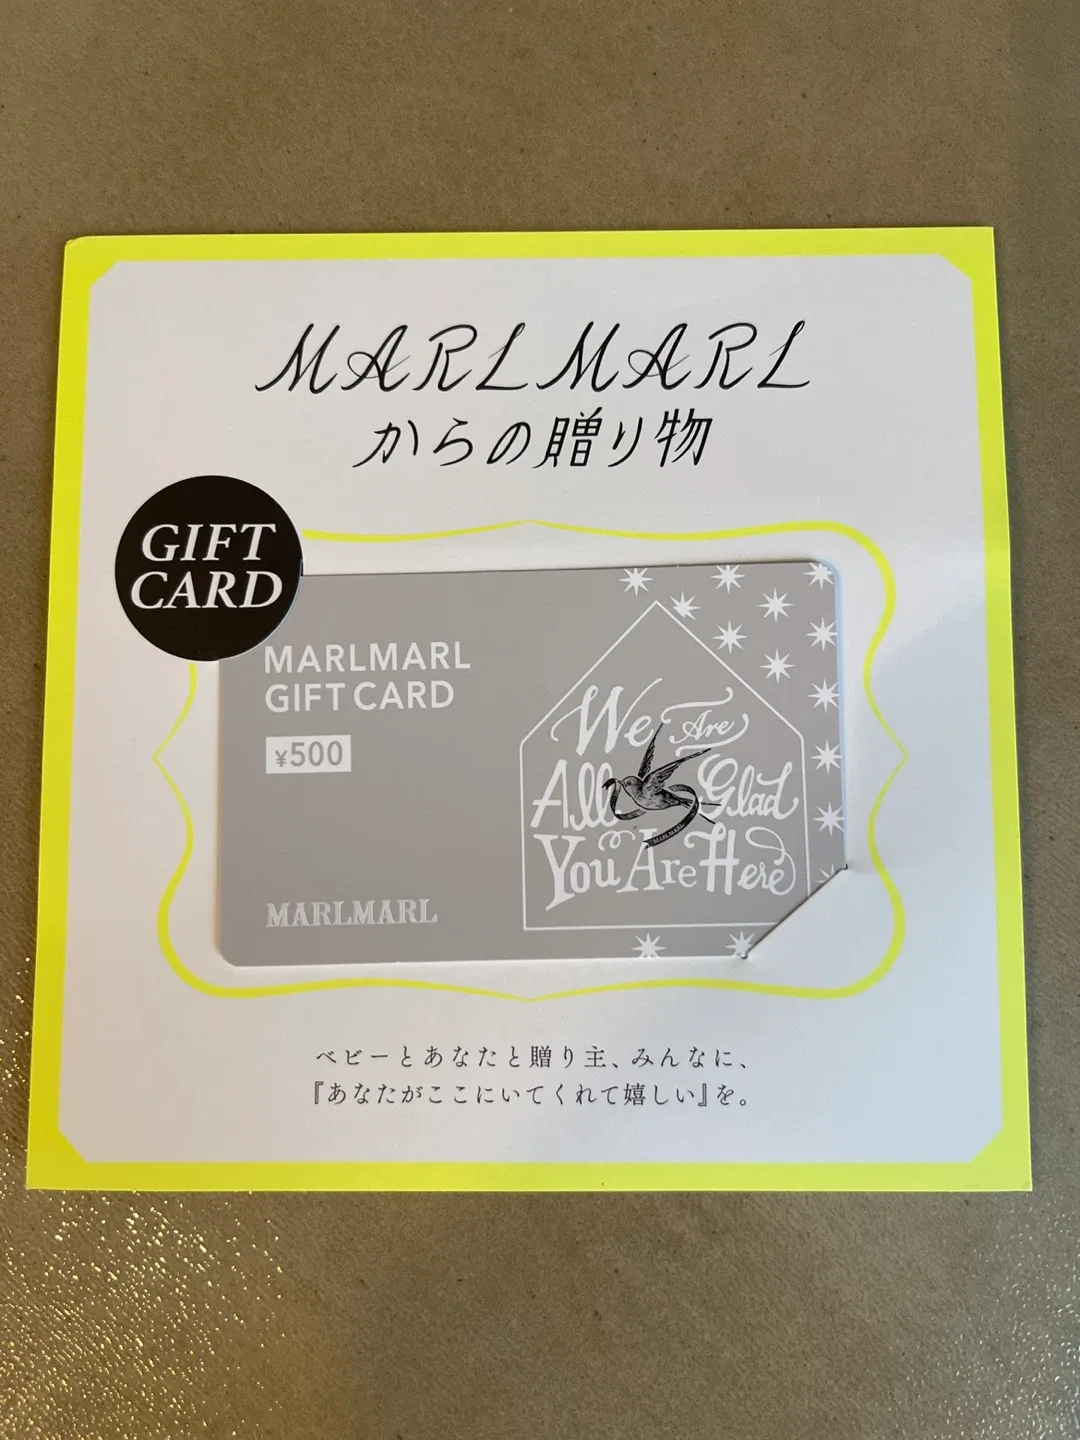 MARLMARL
からの贈り物
GIFT
CARD
MARLMARL
GIFT CARD
¥500
We Are
All Glad
You Are Here
MARLMARL
MARLMARL
ベビーとあなたと贈り主、みんなに、
『あなたがここにいてくれて嬉しい』を。